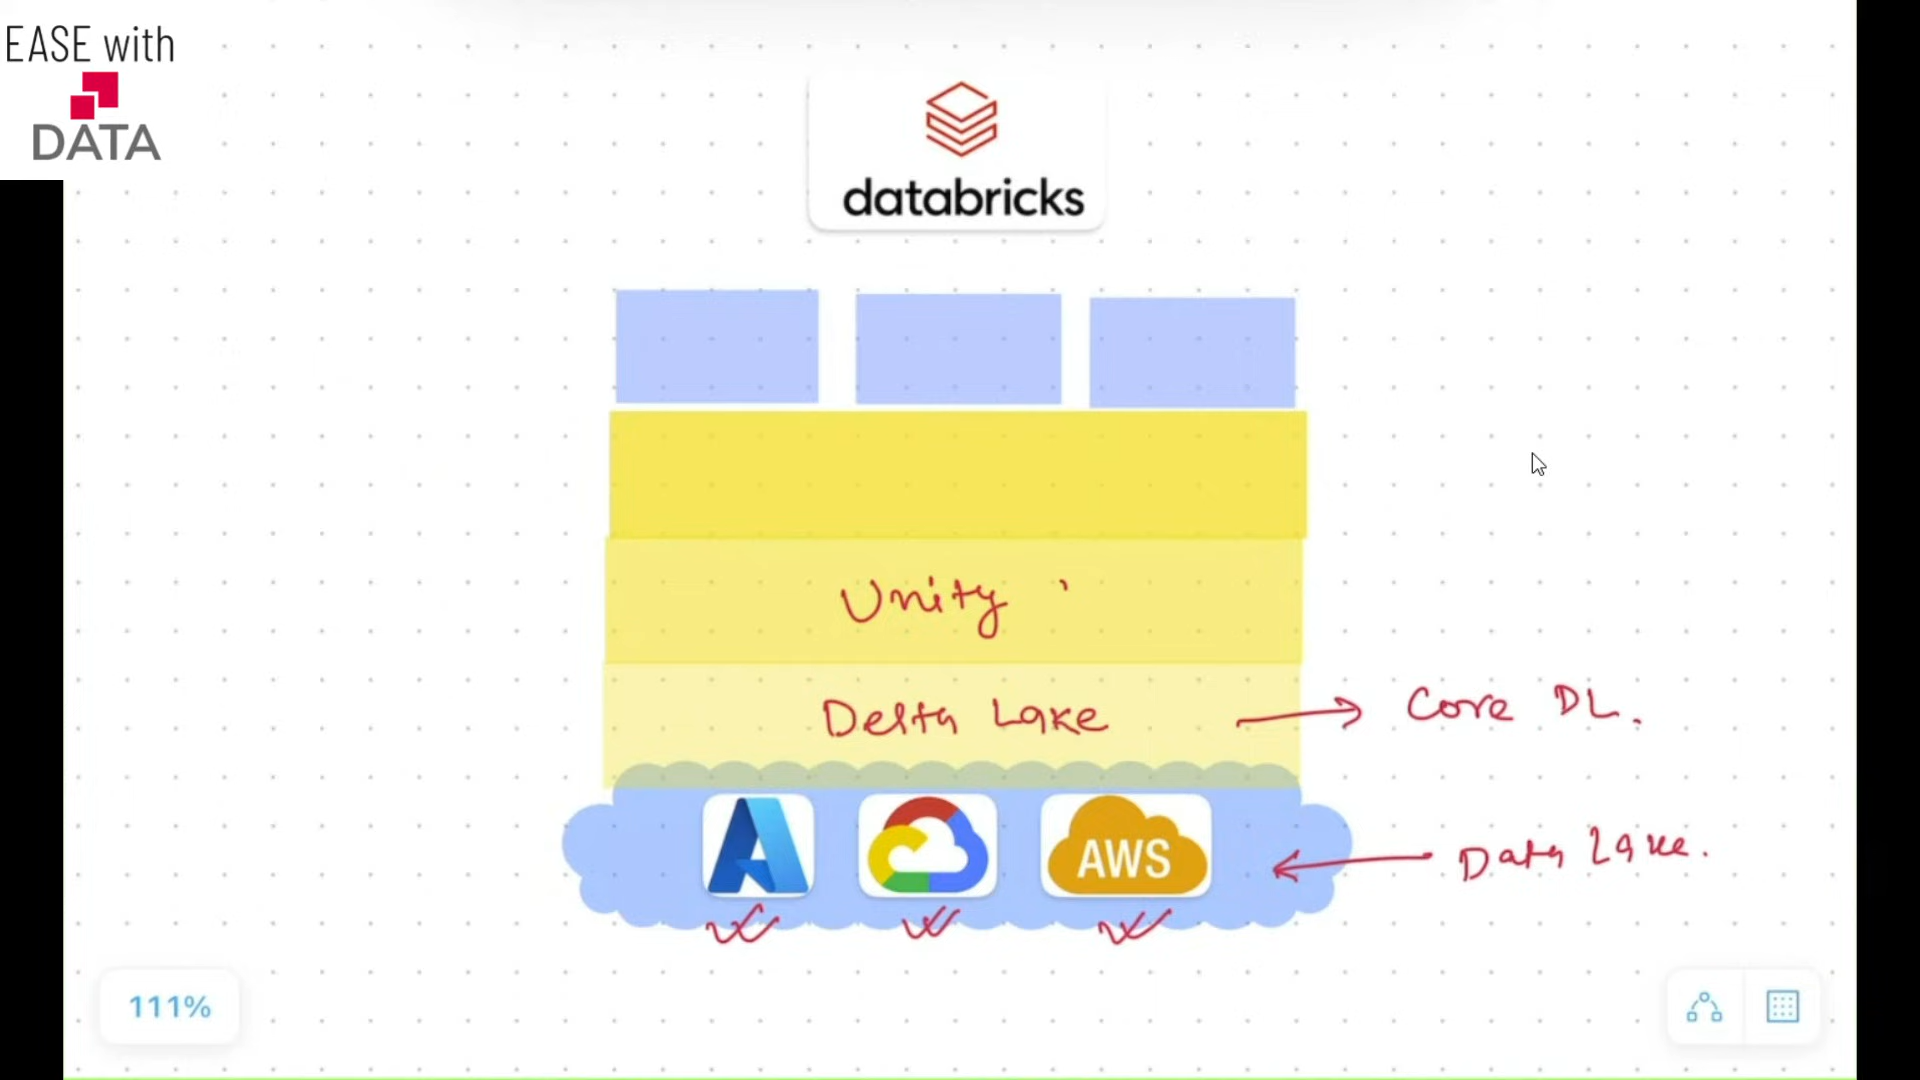 EASE with
DATA
databricks
Unity
Delta Lake
Core DL.
AWS
Data Lake.
111%